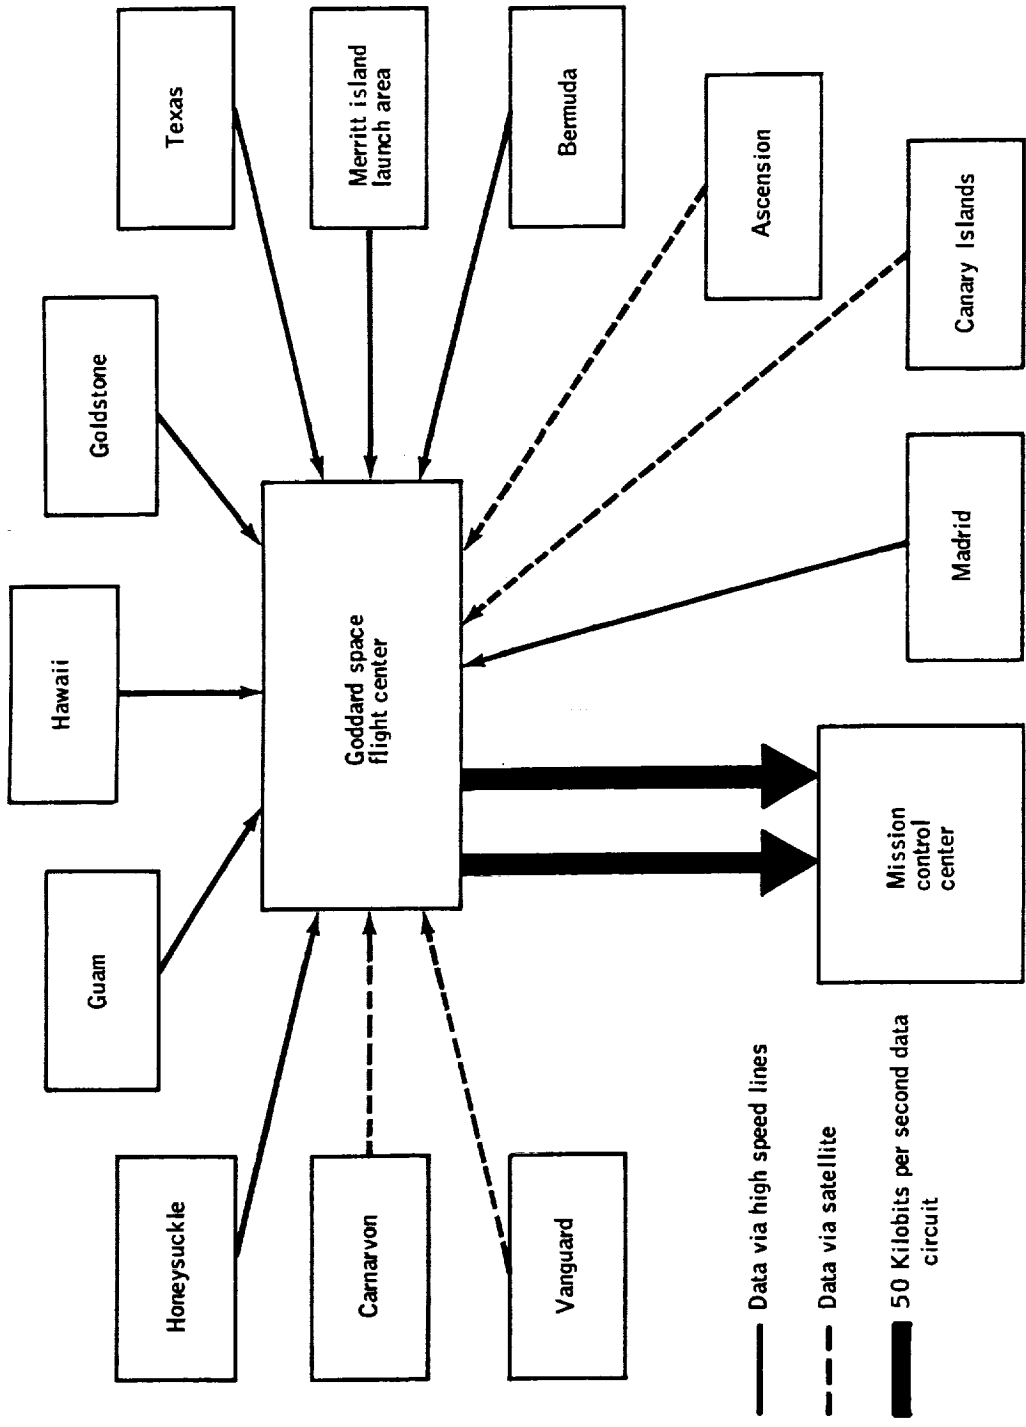 Guam
Hawaii
Goldstone
Honeysuckle
Texas
Carnarvon
Goddard space
flight center
Merritt island
launch area
Vanguard
Bermuda
Ascension
Mission
control
center
Madrid
Canary Islands
Data via high speed lines
Data via satellite
50 Kilobits per second data
circuit